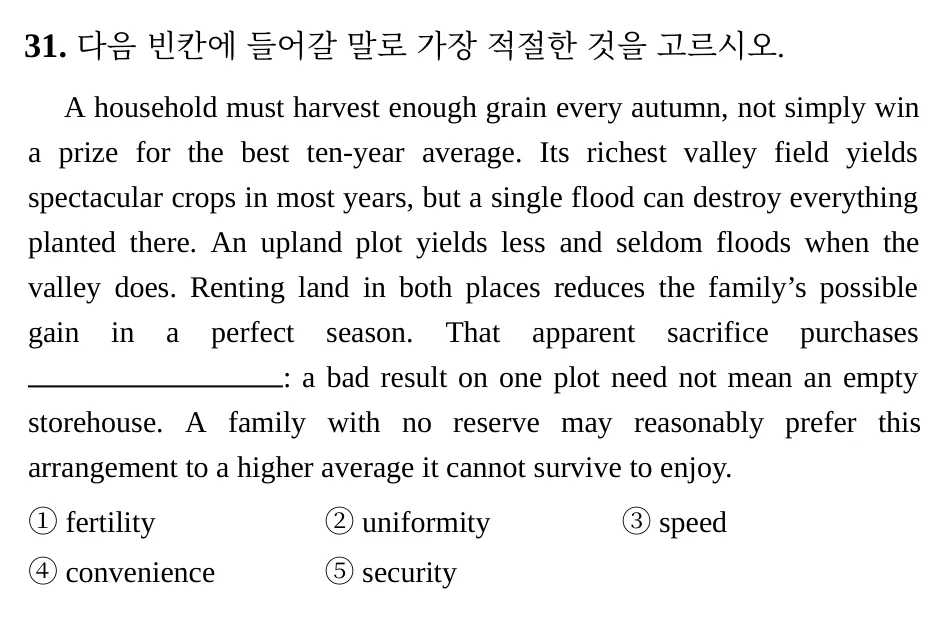 31. 다음 빈칸에 들어갈 말로 가장 적절한 것을 고르시오.
A household must harvest enough grain every autumn, not simply win
a prize for the best ten-year average. Its richest valley field yields
spectacular crops in most years, but a single flood can destroy everything
planted there. An upland plot yields less and seldom floods when the
valley does. Renting land in both places reduces the family’s possible
gain in a perfect season. That apparent sacrifice purchases
_________________: a bad result on one plot need not mean an empty
storehouse. A family with no reserve may reasonably prefer this
arrangement to a higher average it cannot survive to enjoy.
① fertility ② uniformity ③ speed
④ convenience ⑤ security